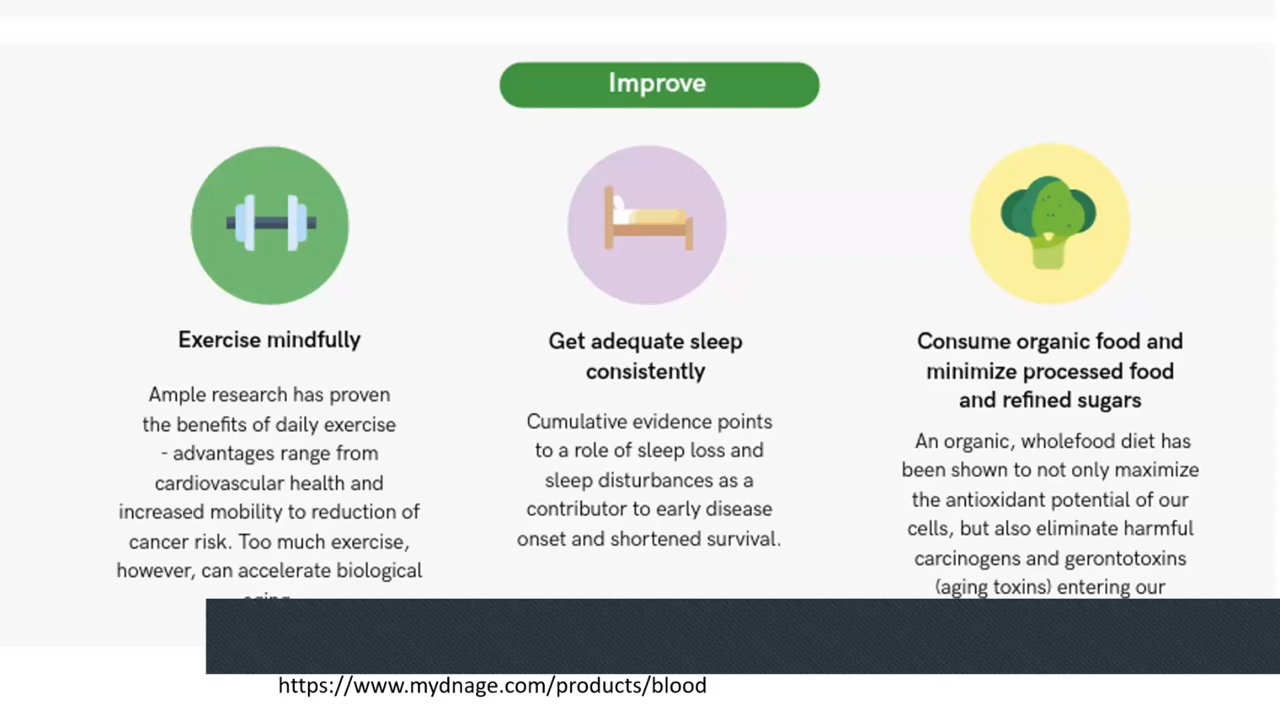 Improve
Exercise mindfully
Ample research has proven
the benefits of daily exercise
- advantages range from
cardiovascular health and
increased mobility to reduction of
cancer risk. Too much exercise,
however, can accelerate biological
aging
Get adequate sleep
consistently
Cumulative evidence points
to a role of sleep loss and
sleep disturbances as a
contributor to early disease
onset and shortened survival.
Consume organic food and
minimize processed food
and refined sugars
An organic, wholefood diet has
been shown to not only maximize
the antioxidant potential of our
cells, but also eliminate harmful
carcinogens and gerontotoxins
(aging toxins) entering our
https://www.mydnage.com/products/blood